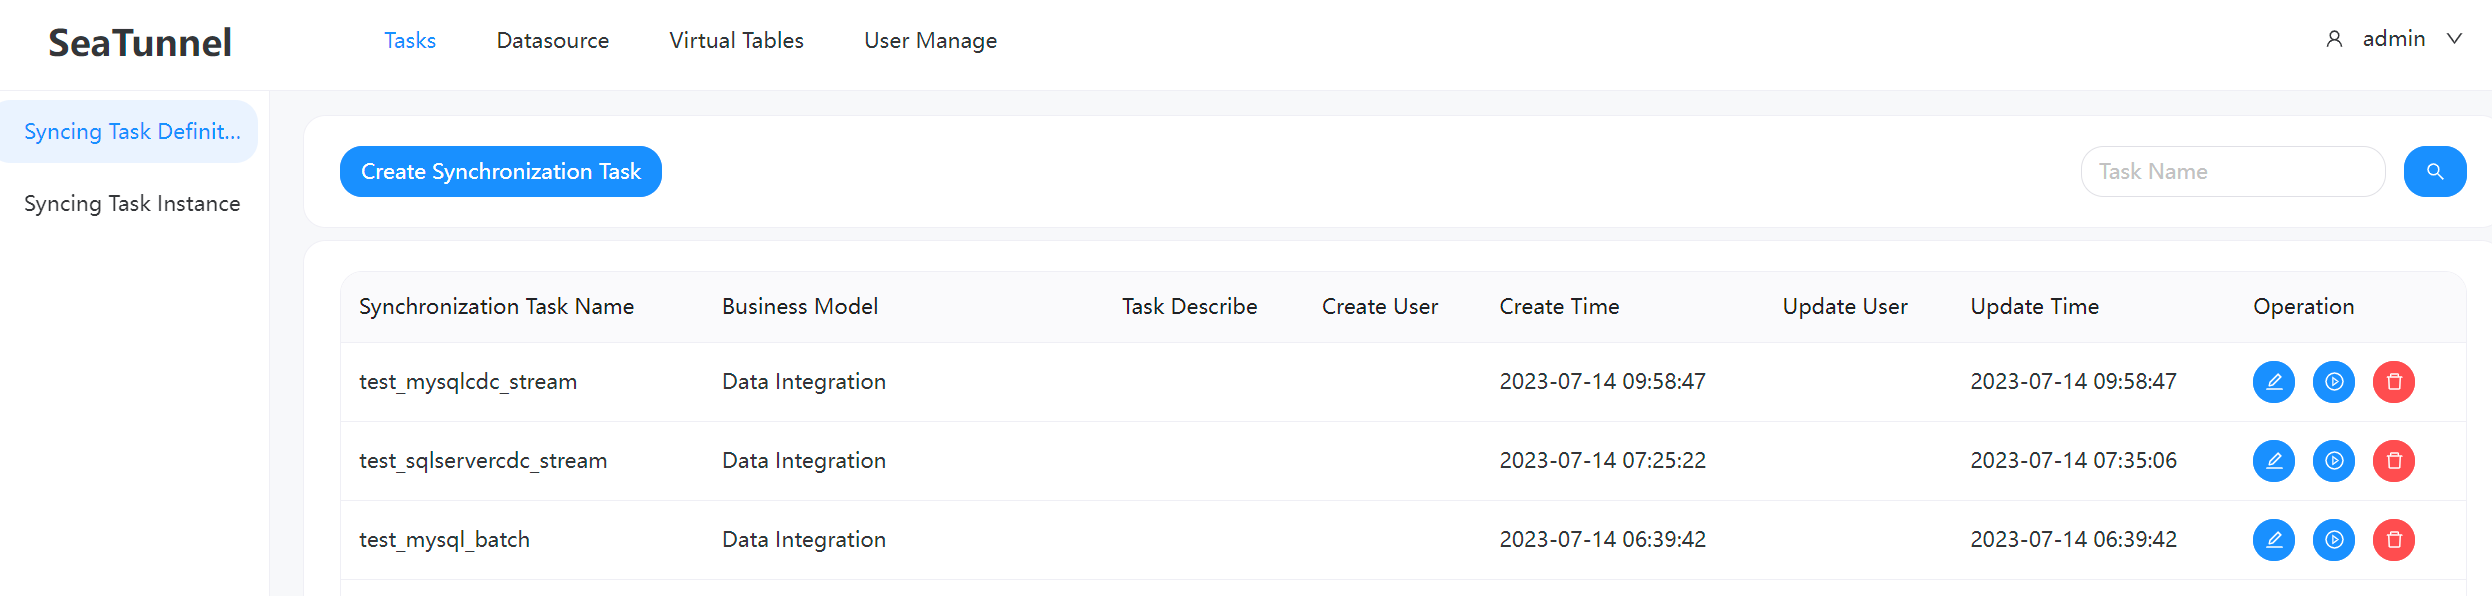 SeaTunnel Tasks Datasource Virtual Tables User Manage admin
Syncing Task Definit...
Syncing Task Instance
Create Synchronization Task Task Name
Synchronization Task Name Business Model Task Describe Create User Create Time Update User Update Time Operation
test_mysqlcdc_stream Data Integration 2023-07-14 09:58:47 2023-07-14 09:58:47
test_sqlservercdc_stream Data Integration 2023-07-14 07:25:22 2023-07-14 07:35:06
test_mysql_batch Data Integration 2023-07-14 06:39:42 2023-07-14 06:39:42